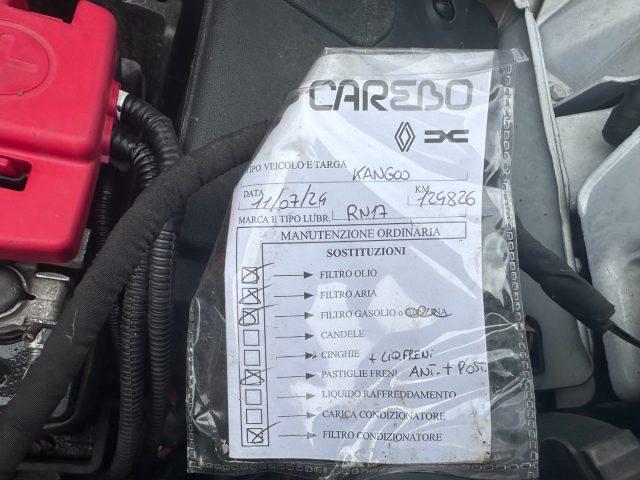 CAREBO
TIPO VEICOLO E TARGA KANGOO
DATA 11/07/24 KM 129826
MARCA E TIPO LUBR. RN17
MANUTENZIONE ORDINARIA
SOSTITUZIONI
FILTRO OLIO
FILTRO ARIA
FILTRO GASOLIO o
CANDELE
CINGHIE + LIQ FRENI
PASTIGLIE FRENI ANT. + POST.
LIQUIDO RAFFREDDAMENTO
CARICA CONDIZIONATORE
FILTRO CONDIZIONATORE